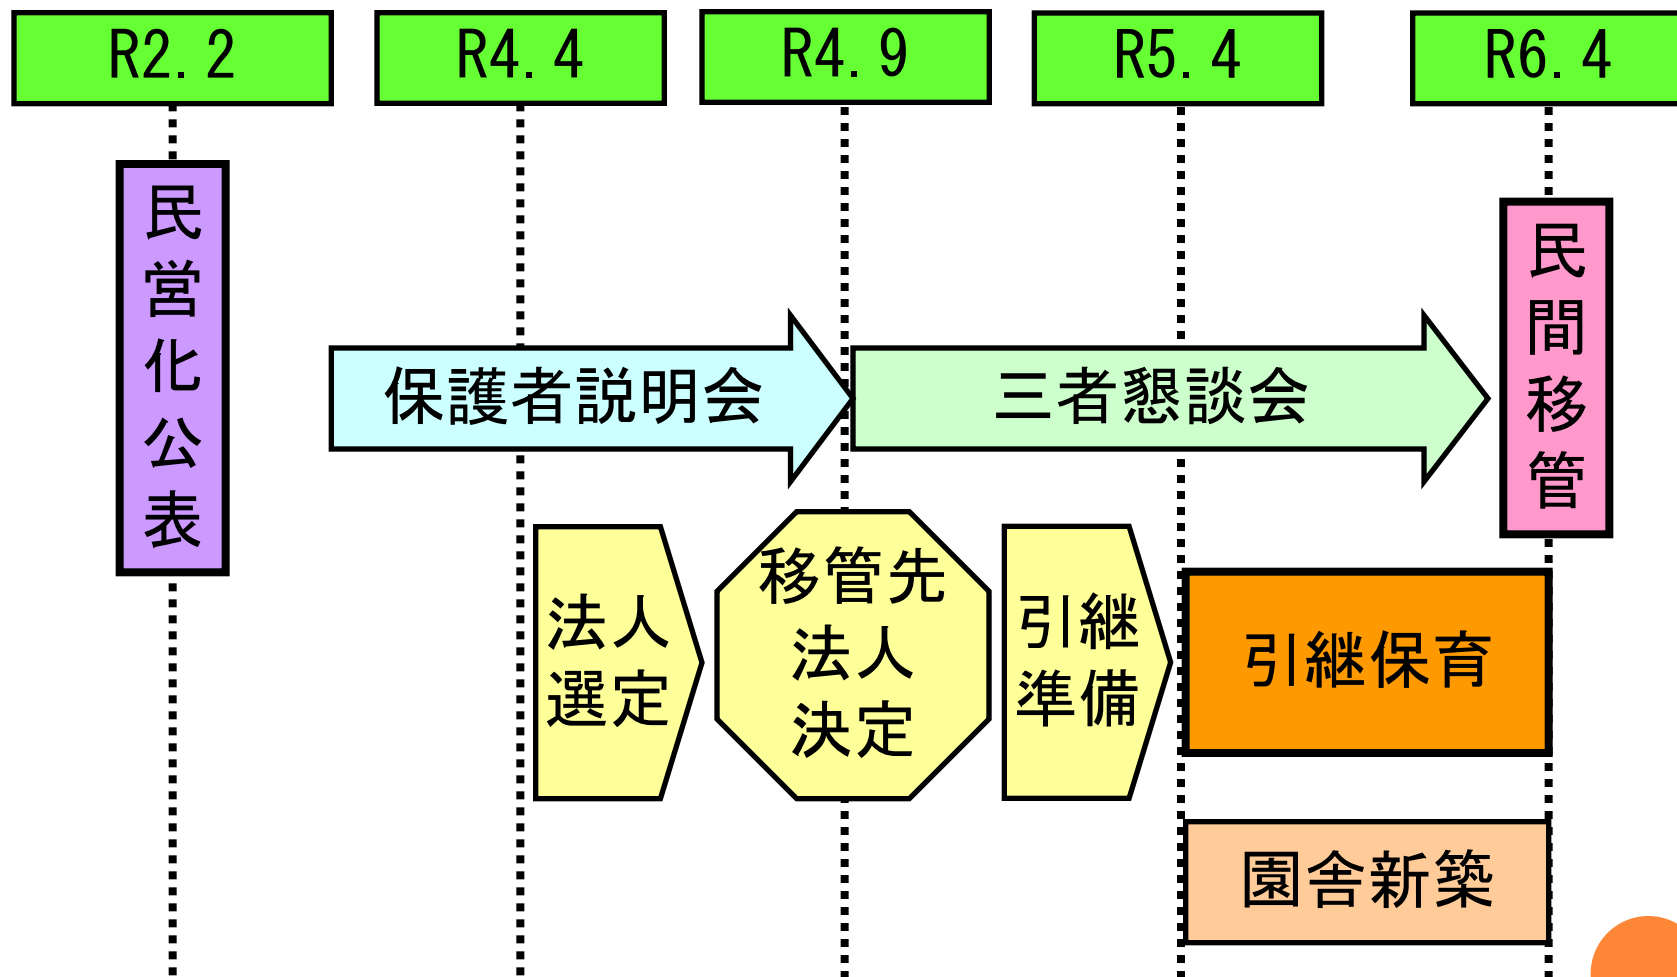 R2.2
R4.4
R4.9
R5.4
R6.4
民営化公表
保護者説明会
三者懇談会
民間移管
法人
選定
移管先
法人
決定
引継
準備
引継保育
園舎新築